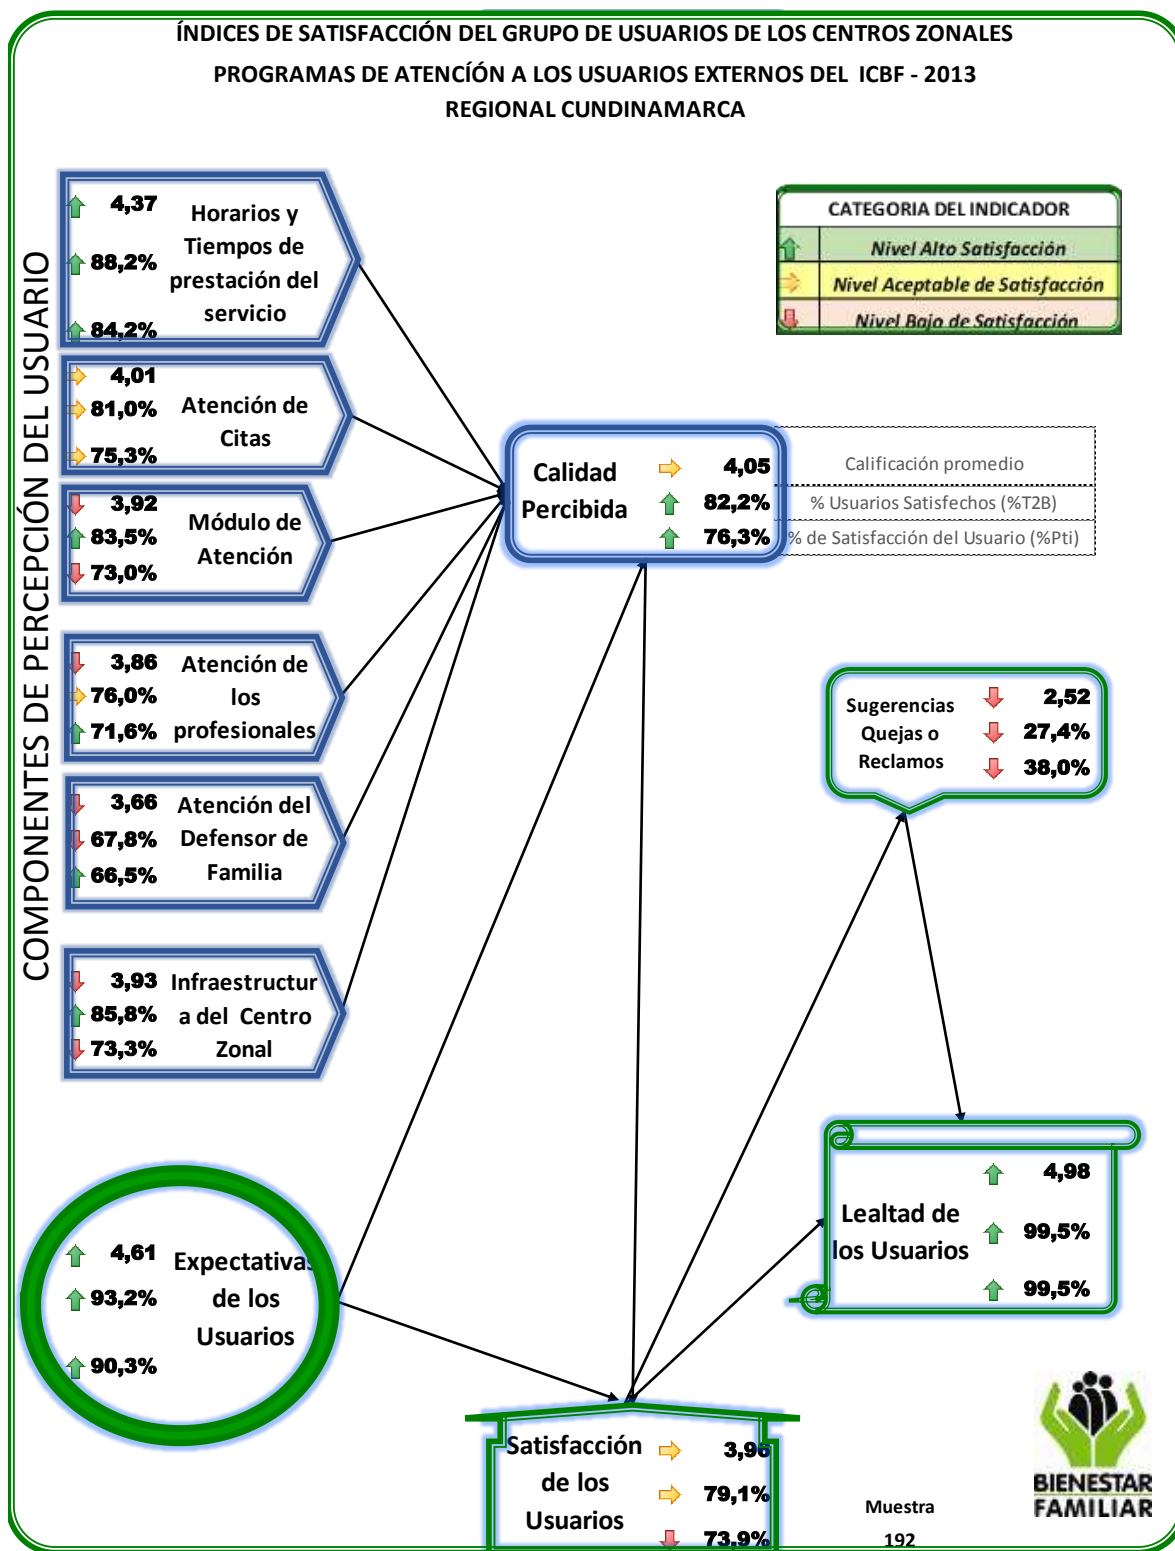 ÍNDICES DE SATISFACCIÓN DEL GRUPO DE USUARIOS DE LOS CENTROS ZONALES
PROGRAMAS DE ATENCÍÓN A LOS USUARIOS EXTERNOS DEL ICBF - 2013
REGIONAL CUNDINAMARCA
COMPONENTES DE PERCEPCIÓN DEL USUARIO
4,37
88,2%
84,2%
Horarios y
Tiempos de
prestación del
servicio
CATEGORIA DEL INDICADOR
Nivel Alto Satisfacción
Nivel Aceptable de Satisfacción
Nivel Bajo de Satisfacción
4,01
81,0%
75,3%
Atención de
Citas
3,92
83,5%
73,0%
Módulo de
Atención
Calidad
Percibida
4,05
82,2%
76,3%
Calificación promedio
% Usuarios Satisfechos (%T2B)
% de Satisfacción del Usuario (%Pti)
3,86
76,0%
71,6%
Atención de
los
profesionales
3,66
67,8%
66,5%
Atención del
Defensor de
Familia
Sugerencias
Quejas o
Reclamos
2,52
27,4%
38,0%
3,93
85,8%
73,3%
Infraestructur
a del Centro
Zonal
Lealtad de
los Usuarios
4,98
99,5%
99,5%
4,61
93,2%
90,3%
Expectativas
de los
Usuarios
Satisfacción
de los
Usuarios
3,96
79,1%
73,9%
Muestra
192
BIENESTAR
FAMILIAR